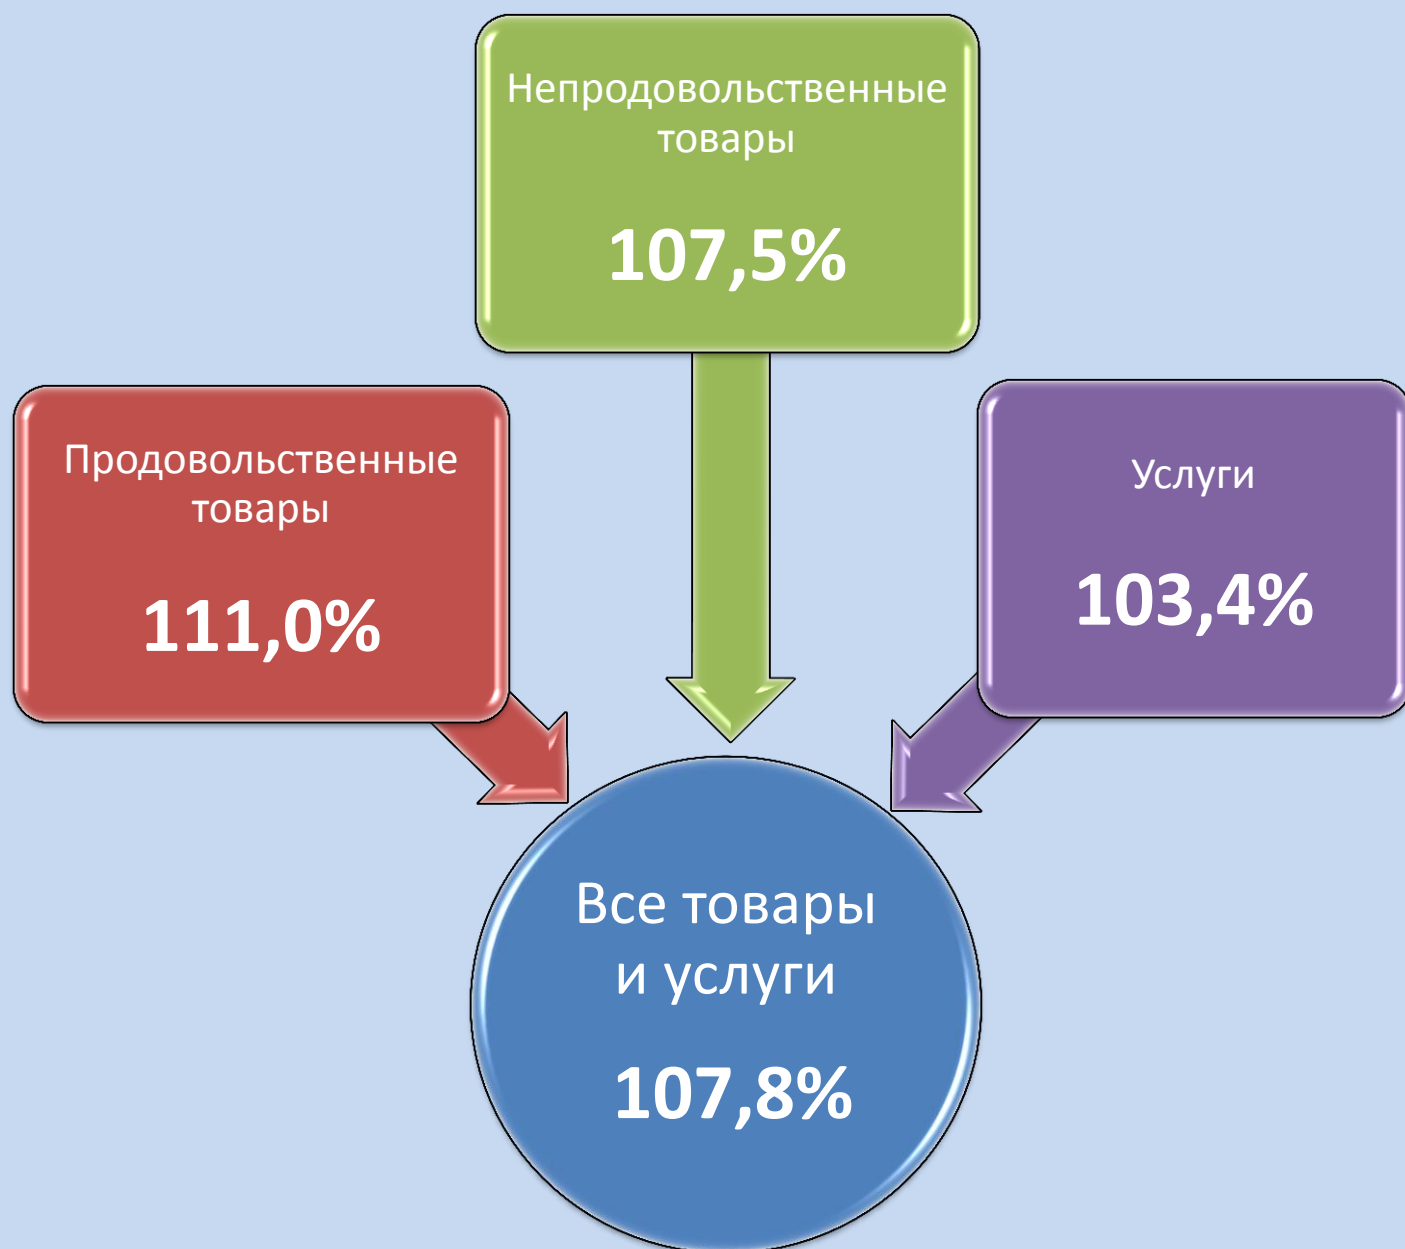 Непродовольственные
товары
107,5%
Продовольственные
товары
111,0%
Услуги
103,4%
Все товары
и услуги
107,8%